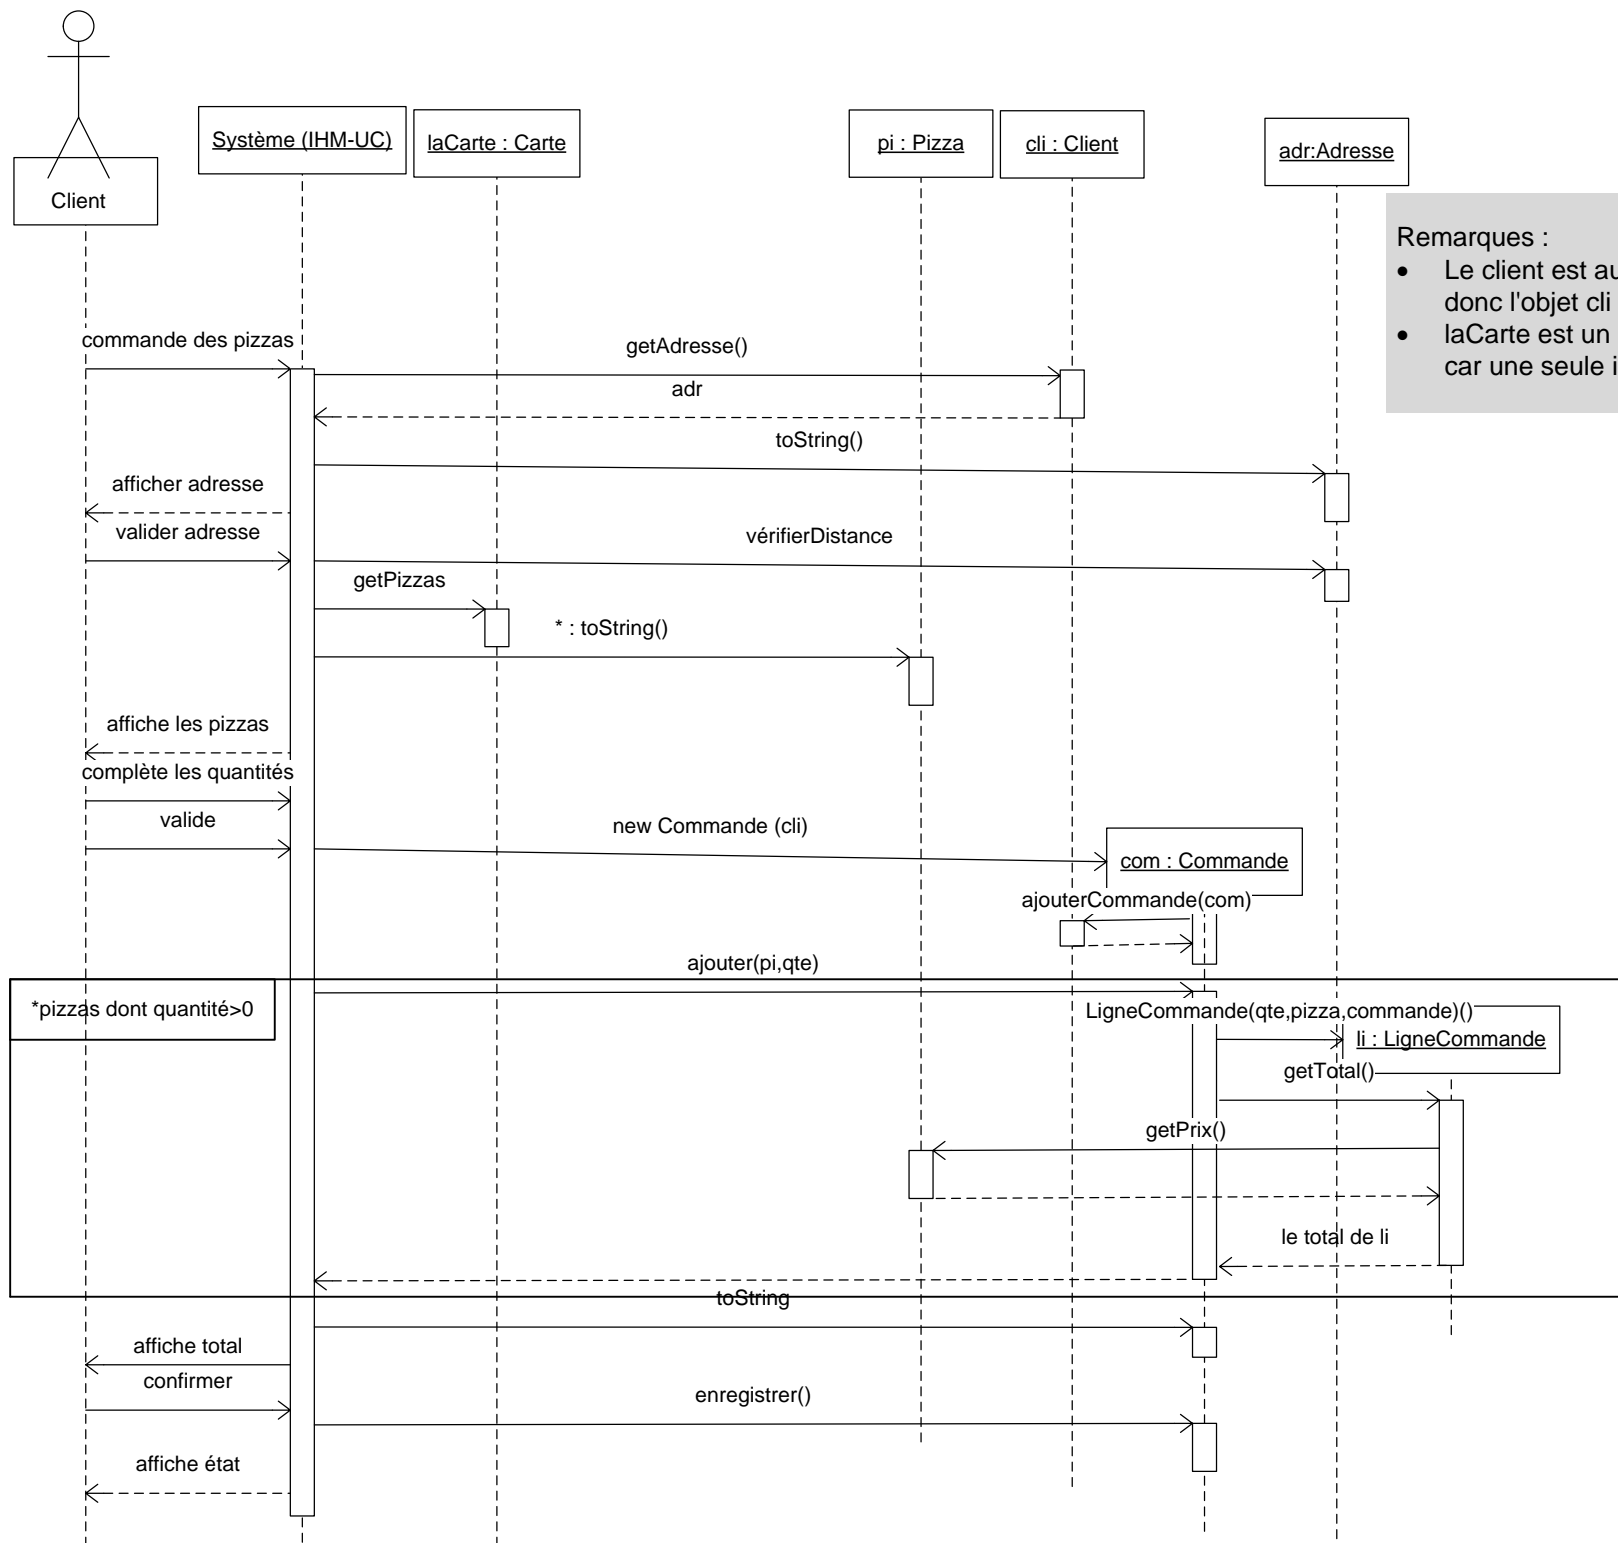 Système (IHM-UC)
laCarte : Carte
pi : Pizza
cli : Client
adr:Adresse
Client
Remarques :
• Le client est
donc l'objet cli
• laCarte est un
car une seule
commande des pizzas
getAdresse()
adr
toString()
afficher adresse
valider adresse
vérifierDistance
getPizzas
* : toString()
affiche les pizzas
complète les quantités
valide
new Commande (cli)
com : Commande
ajouterCommande(com)
ajouter(pi,qte)
*pizzas dont quantité>0
LigneCommande(qte,pizza,commande)()
li : LigneCommande
getTotal()
getPrix()
le total de li
toString
affiche total
confirmer
enregistrer()
affiche état